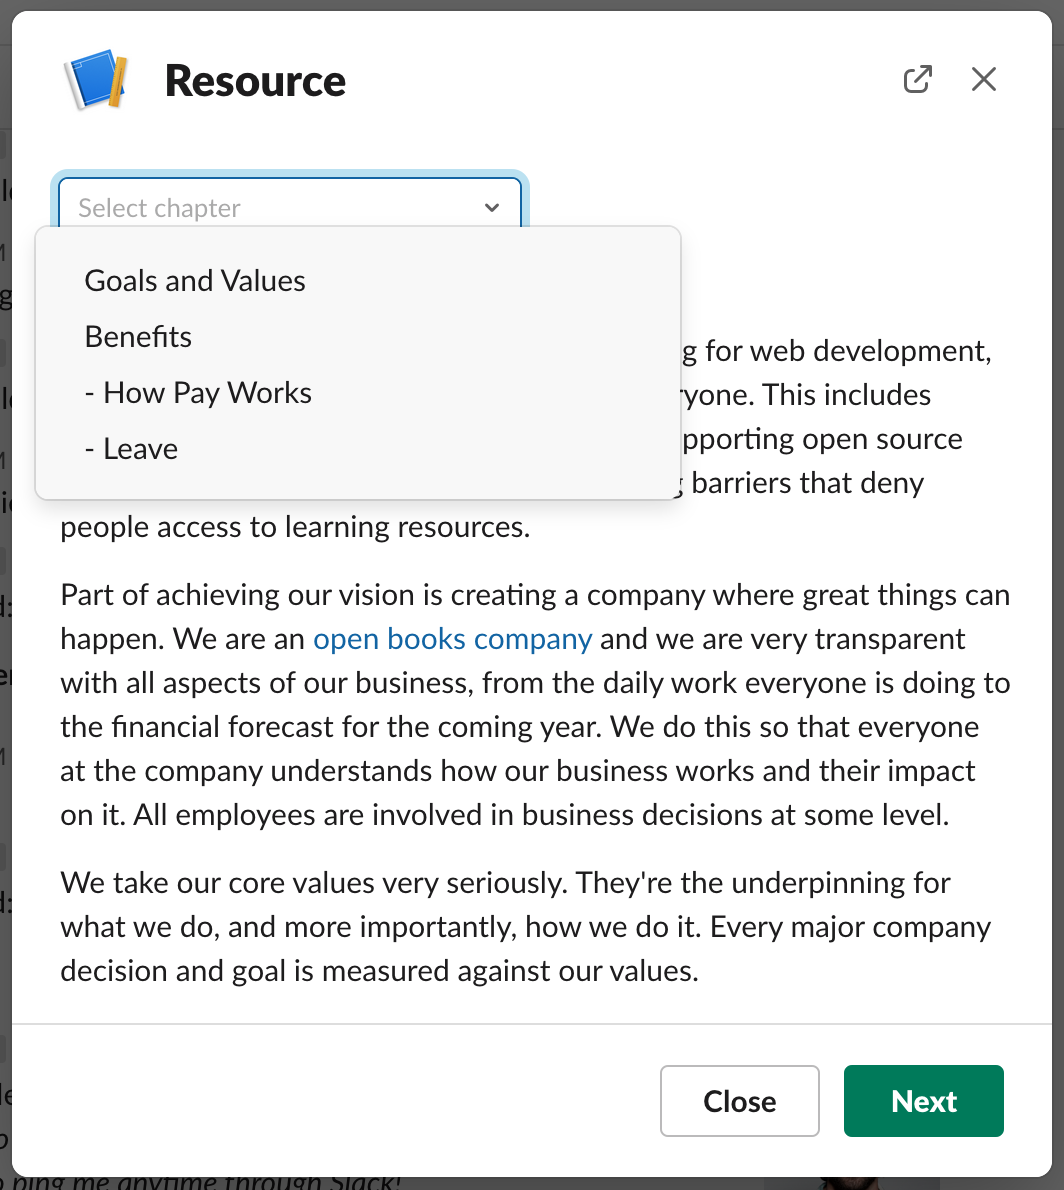 Resource
Select chapter
Goals and Values
Benefits
- How Pay Works
- Leave
for web development,
This includes
open source
barriers that deny
people access to learning resources.
Part of achieving our vision is creating a company where great things can
happen. We are an open books company and we are very transparent
with all aspects of our business, from the daily work everyone is doing to
the financial forecast for the coming year. We do this so that everyone
at the company understands how our business works and their impact
on it. All employees are involved in business decisions at some level.
We take our core values very seriously. They're the underpinning for
what we do, and more importantly, how we do it. Every major company
decision and goal is measured against our values.
Close
Next
ping me anytime through Slack!